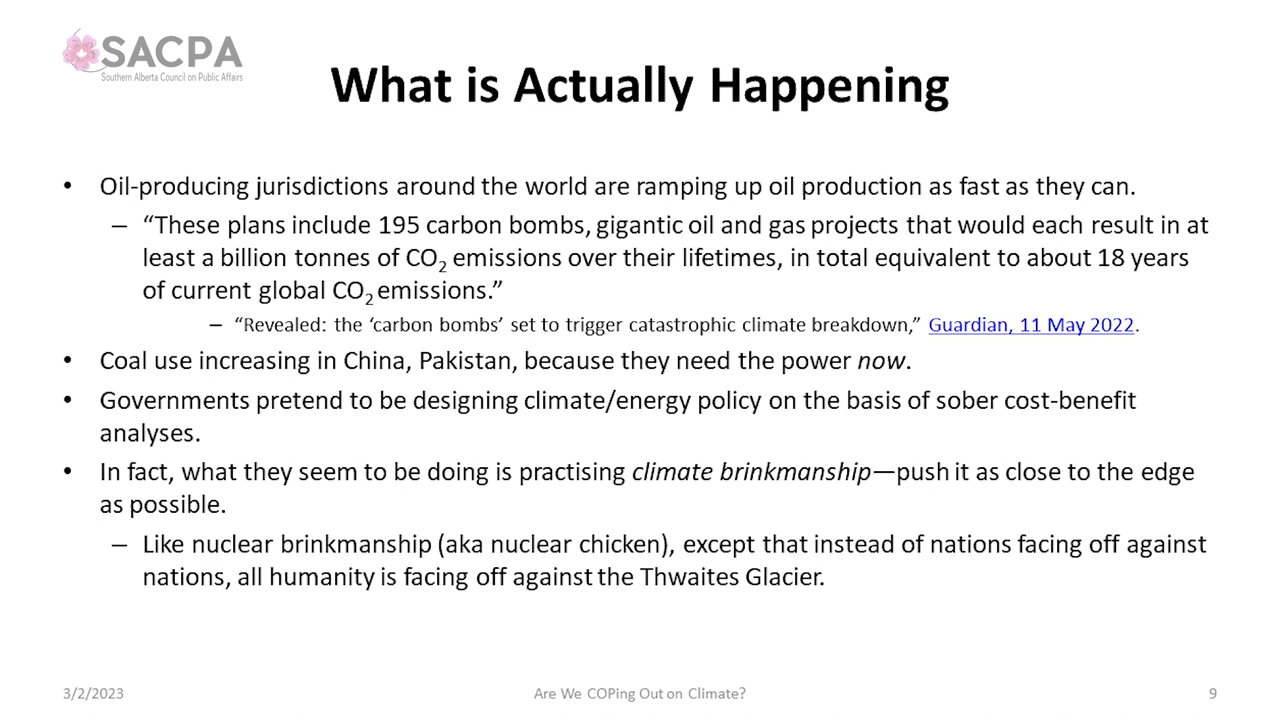 SACPA
Southern Alberta Council on Public Affairs
What is Actually Happening
• Oil-producing jurisdictions around the world are ramping up oil production as fast as they can.
– “These plans include 195 carbon bombs, gigantic oil and gas projects that would each result in at
least a billion tonnes of CO₂ emissions over their lifetimes, in total equivalent to about 18 years
of current global CO₂ emissions.”
– “Revealed: the ‘carbon bombs’ set to trigger catastrophic climate breakdown,” Guardian, 11 May 2022.
• Coal use increasing in China, Pakistan, because they need the power now.
• Governments pretend to be designing climate/energy policy on the basis of sober cost-benefit
analyses.
• In fact, what they seem to be doing is practising climate brinkmanship—push it as close to the edge
as possible.
– Like nuclear brinkmanship (aka nuclear chicken), except that instead of nations facing off against
nations, all humanity is facing off against the Thwaites Glacier.
3/2/2023
Are We COPing Out on Climate?
9